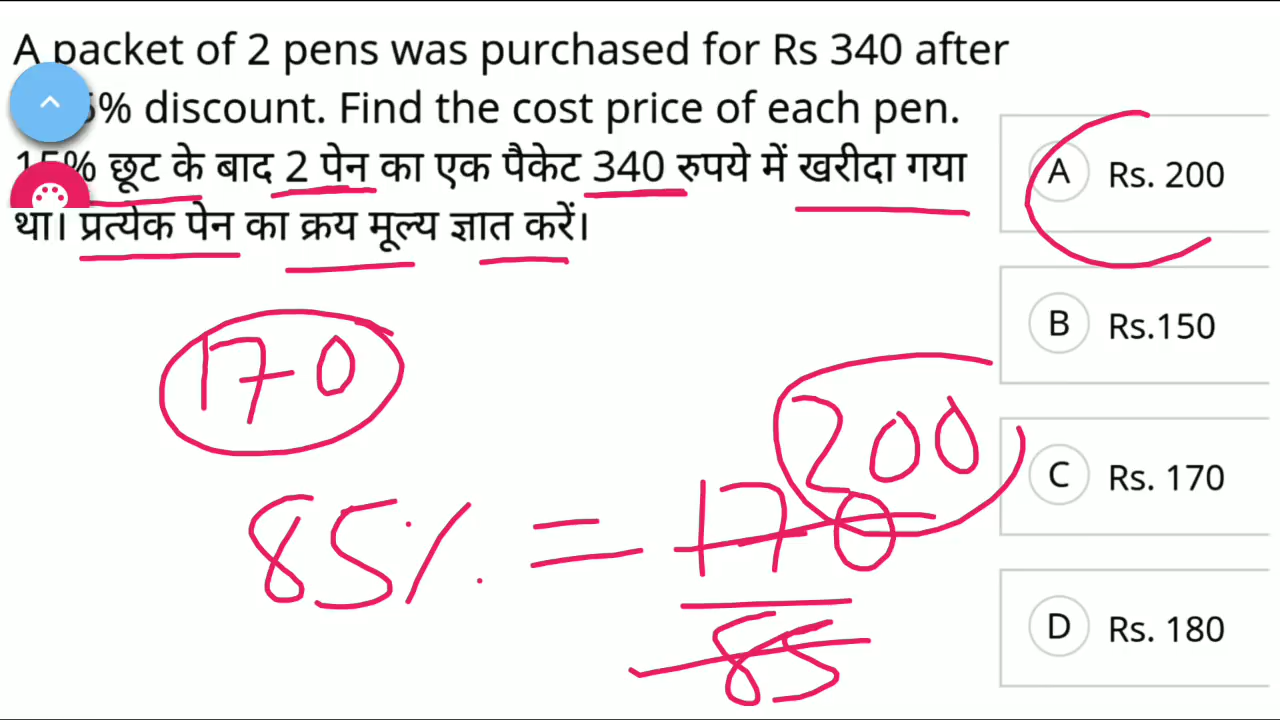 A packet of 2 pens was purchased for Rs 340 after
5% discount. Find the cost price of each pen.
15% छूट के बाद 2 पेन का एक पैकेट 340 रुपये में खरीदा गया
था। प्रत्येक पेन का क्रय मूल्य ज्ञात करें।
A Rs. 200
B Rs.150
C Rs. 170
D Rs. 180
170
200
85% = 170
85